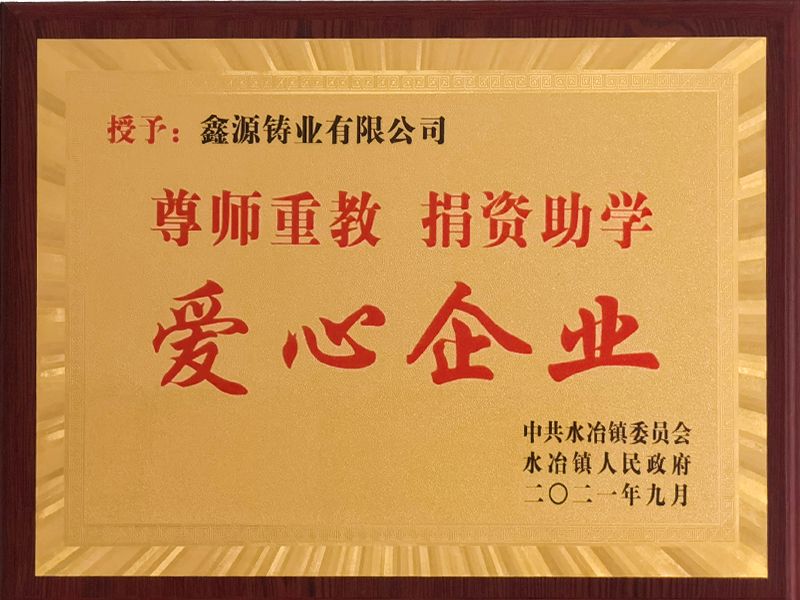 授予：鑫源铸业有限公司
尊师重教 捐资助学
爱心企业
中共水冶镇委员会
水冶镇人民政府
二〇二一年九月